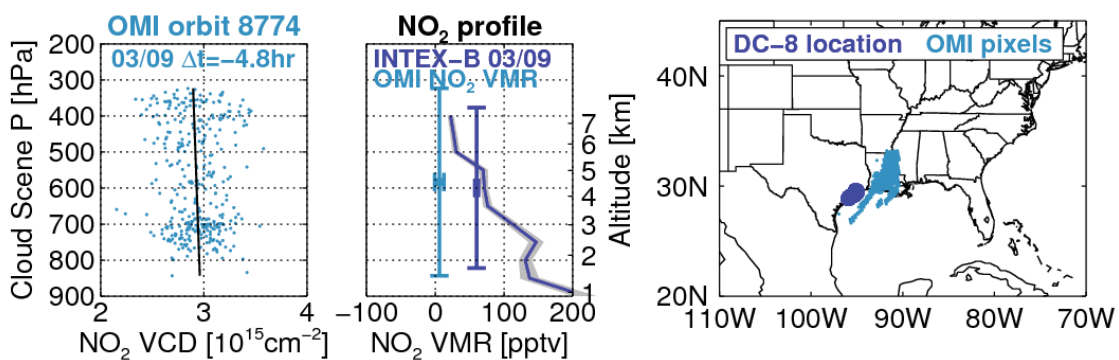 OMI orbit 8774
03/09 Δt=−4.8hr
200
300
400
500
600
700
800
900
Cloud Scene P [hPa]
2
3
4
NO₂ VCD [10¹⁵cm⁻²]
NO₂ profile
INTEX−B 03/09
OMI NO₂ VMR
7
6
5
4
3
2
1
Altitude [km]
−100
0
100
200
NO₂ VMR [pptv]
DC−8 location OMI pixels
40N
30N
20N
110W
100W
90W
80W
70W